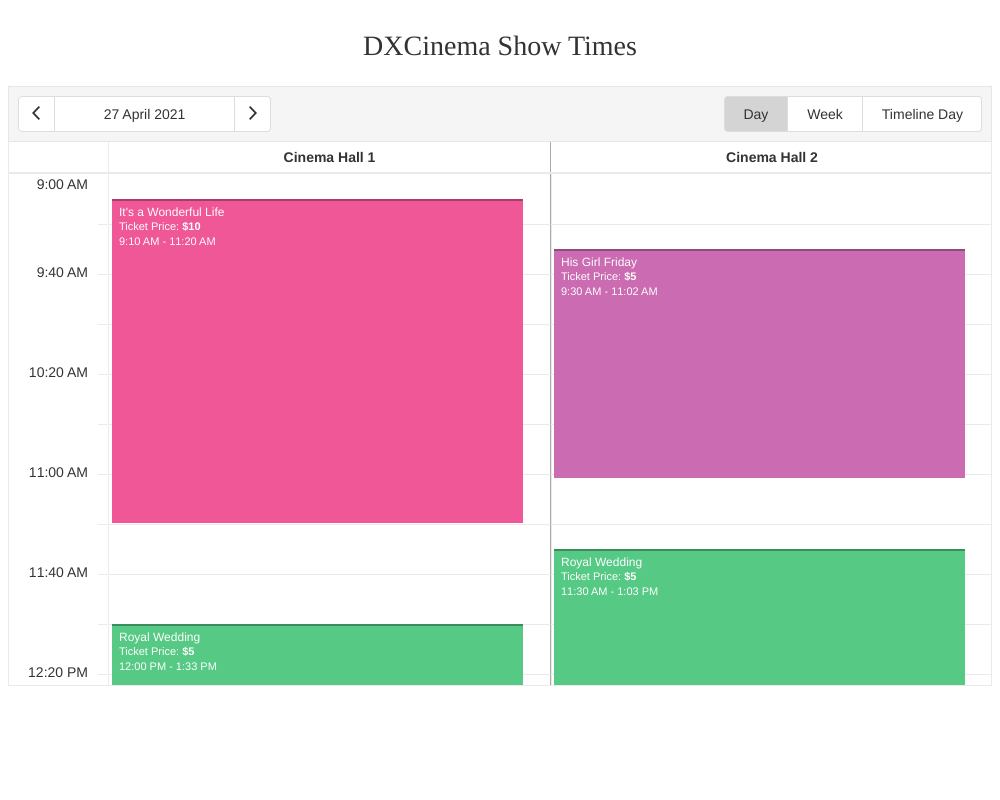 DXCinema Show Times
27 April 2021
Day
Week
Timeline Day
Cinema Hall 1
Cinema Hall 2
9:00 AM
9:40 AM
10:20 AM
11:00 AM
11:40 AM
12:20 PM
It's a Wonderful Life
Ticket Price: $10
9:10 AM - 11:20 AM
Royal Wedding
Ticket Price: $5
12:00 PM - 1:33 PM
His Girl Friday
Ticket Price: $5
9:30 AM - 11:02 AM
Royal Wedding
Ticket Price: $5
11:30 AM - 1:03 PM